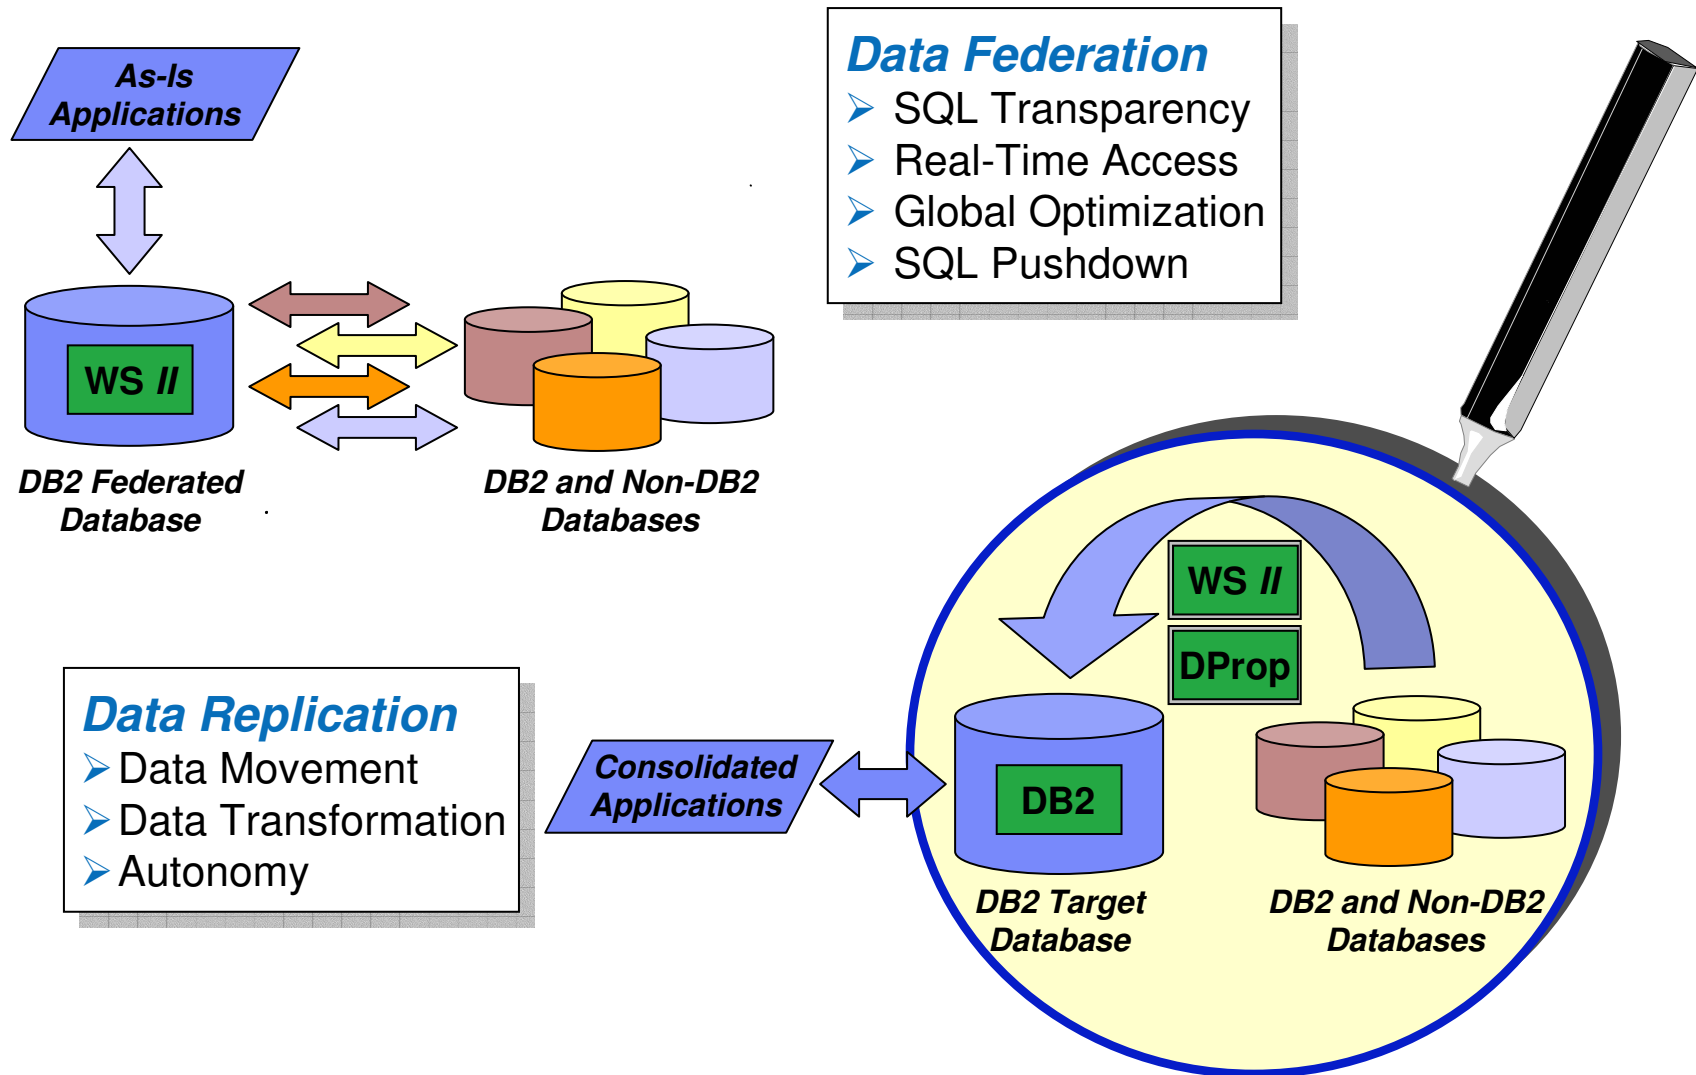 As-Is
Applications
Data Federation
SQL Transparency
Real-Time Access
Global Optimization
SQL Pushdown
WS II
DB2 Federated
Database
DB2 and Non-DB2
Databases
WS II
DProp
Data Replication
Data Movement
Data Transformation
Autonomy
Consolidated
Applications
DB2
DB2 Target
Database
DB2 and Non-DB2
Databases